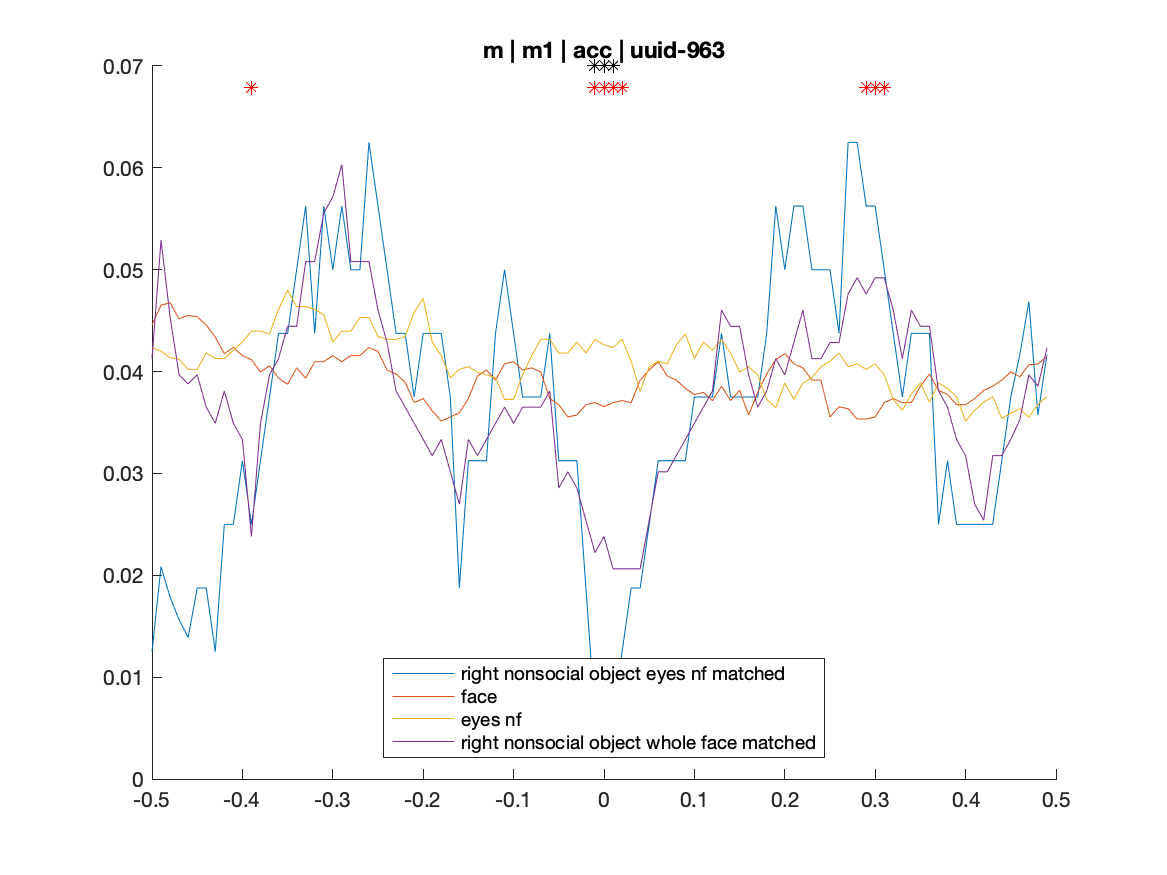 m | m1 | acc | uuid-963
0.07
0.06
0.05
0.04
0.03
0.02
0.01
0
right nonsocial object eyes nf matched
face
eyes nf
right nonsocial object whole face matched
-0.5 -0.4 -0.3 -0.2 -0.1 0 0.1 0.2 0.3 0.4 0.5